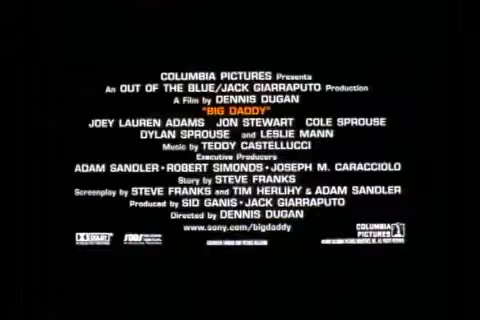 COLUMBIA PICTURES Presents
An OUT OF THE BLUE/JACK GIARRAPUTO Production
A Film by DENNIS DUGAN
"BIG DADDY"
JOEY LAUREN ADAMS JON STEWART COLE SPROUSE
DYLAN SPROUSE and LESLIE MANN
Music by TEDDY CASTELLUCCI
Executive Producers
ADAM SANDLER • ROBERT SIMONDS • JOSEPH M. CARACCIOLO
Story by STEVE FRANKS
Screenplay by STEVE FRANKS and TIM HERLIHY & ADAM SANDLER
Produced by SID GANIS • JACK GIARRAPUTO
Directed by DENNIS DUGAN
www.sony.com/bigdaddy
DOLBY
COLUMBIA
PICTURES